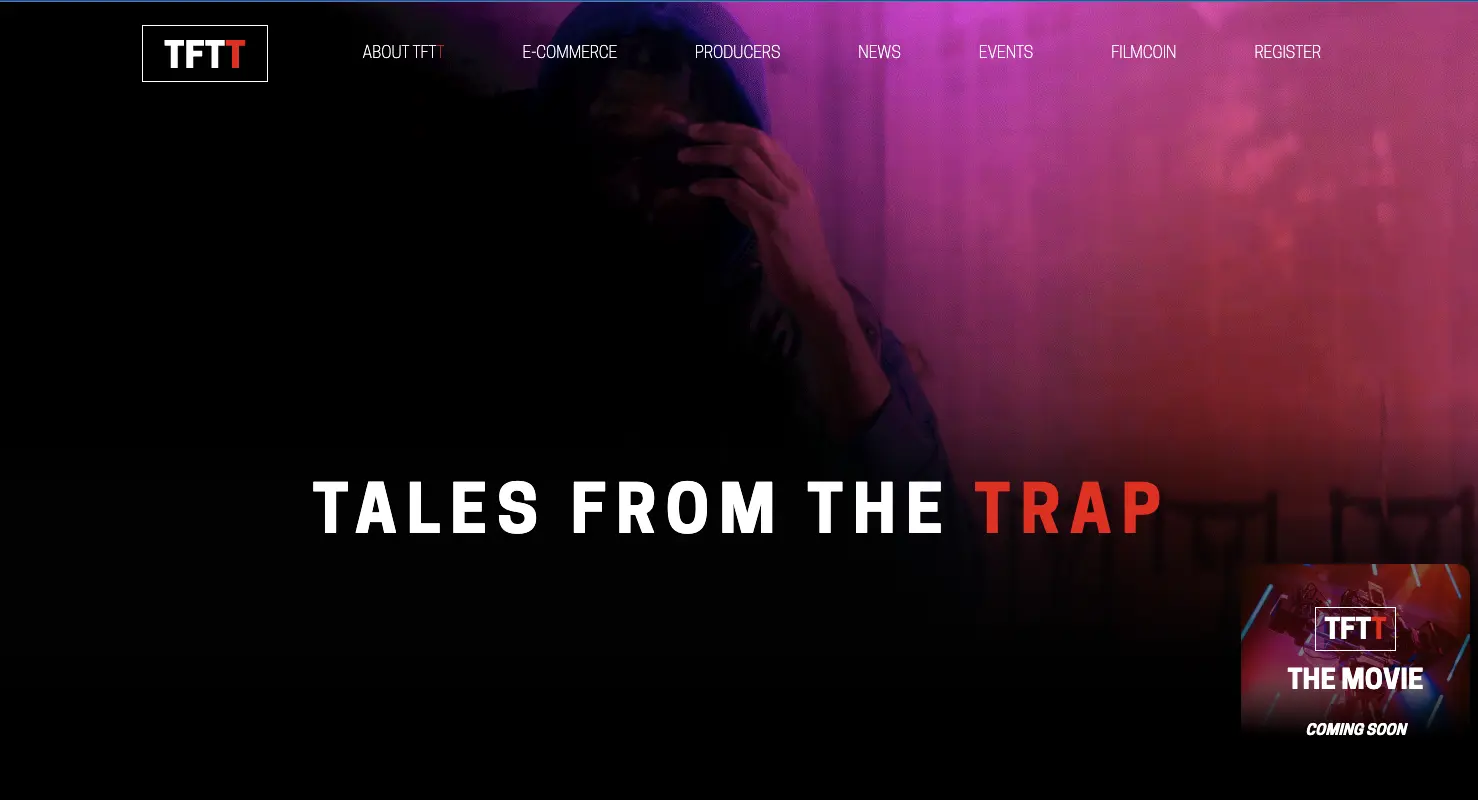 TFTT
ABOUT TFTT
E-COMMERCE
PRODUCERS
NEWS
EVENTS
FILMCOIN
REGISTER
TALES FROM THE TRAP
TFTT
THE MOVIE
COMING SOON